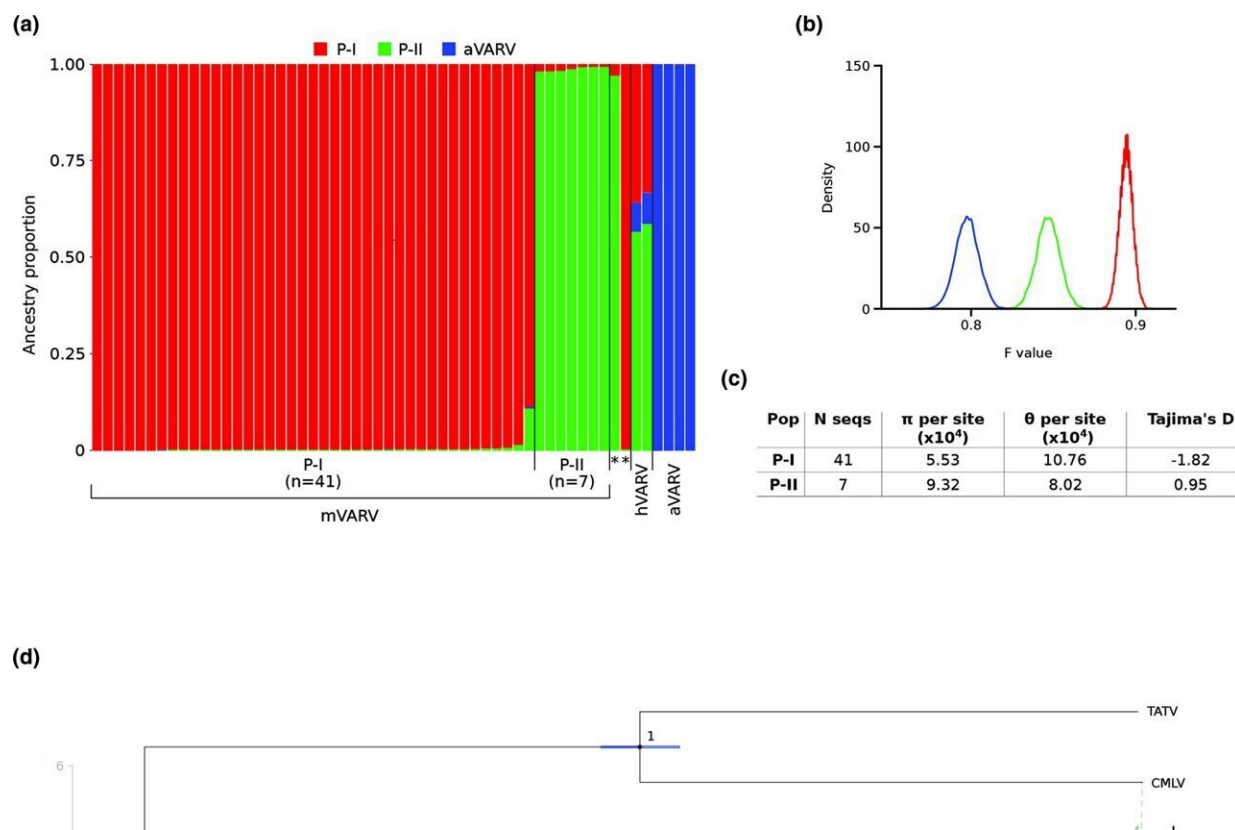 (a)
P-I P-II aVARV
1.00
0.75
0.50
0.25
0
Ancestry proportion
P-I
(n=41)
P-II
(n=7)
**
hVARV
aVARV
mVARV
(b)
150
100
50
0
Density
0.8 0.9
F value
(c)
Pop N seqs π per site (x10⁴) θ per site (x10⁴) Tajima's D
P-I 41 5.53 10.76 -1.82
P-II 7 9.32 8.02 0.95
(d)
TATV
1
6
CMLV